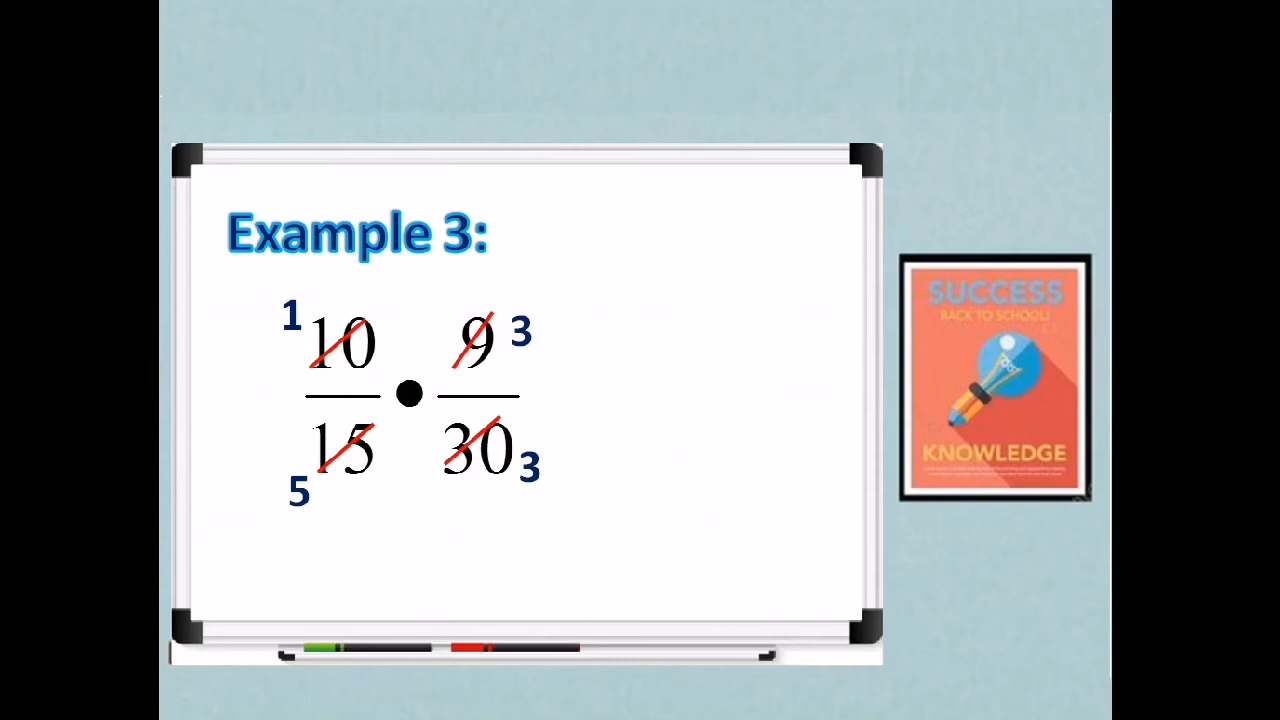 Example 3:
1 10 9 3
15 30
5 3
SUCCESS
BACK TO SCHOOL!
KNOWLEDGE